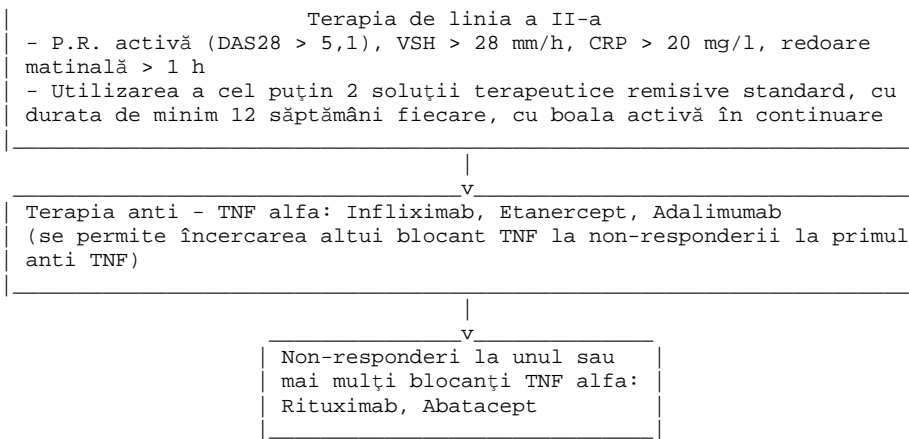 Terapia de linia a II-a
- P.R. activă (DAS28 > 5,1), VSH > 28 mm/h, CRP > 20 mg/l, redoare
matinală > 1 h
- Utilizarea a cel puţin 2 soluţii terapeutice remisive standard, cu
durata de minim 12 săptămâni fiecare, cu boala activă în continuare
v
Terapia anti - TNF alfa: Infliximab, Etanercept, Adalimumab
(se permite încercarea altui blocant TNF la non-responderii la primul
anti TNF)
v
Non-responderi la unul sau
mai mulţi blocanţi TNF alfa:
Rituximab, Abatacept